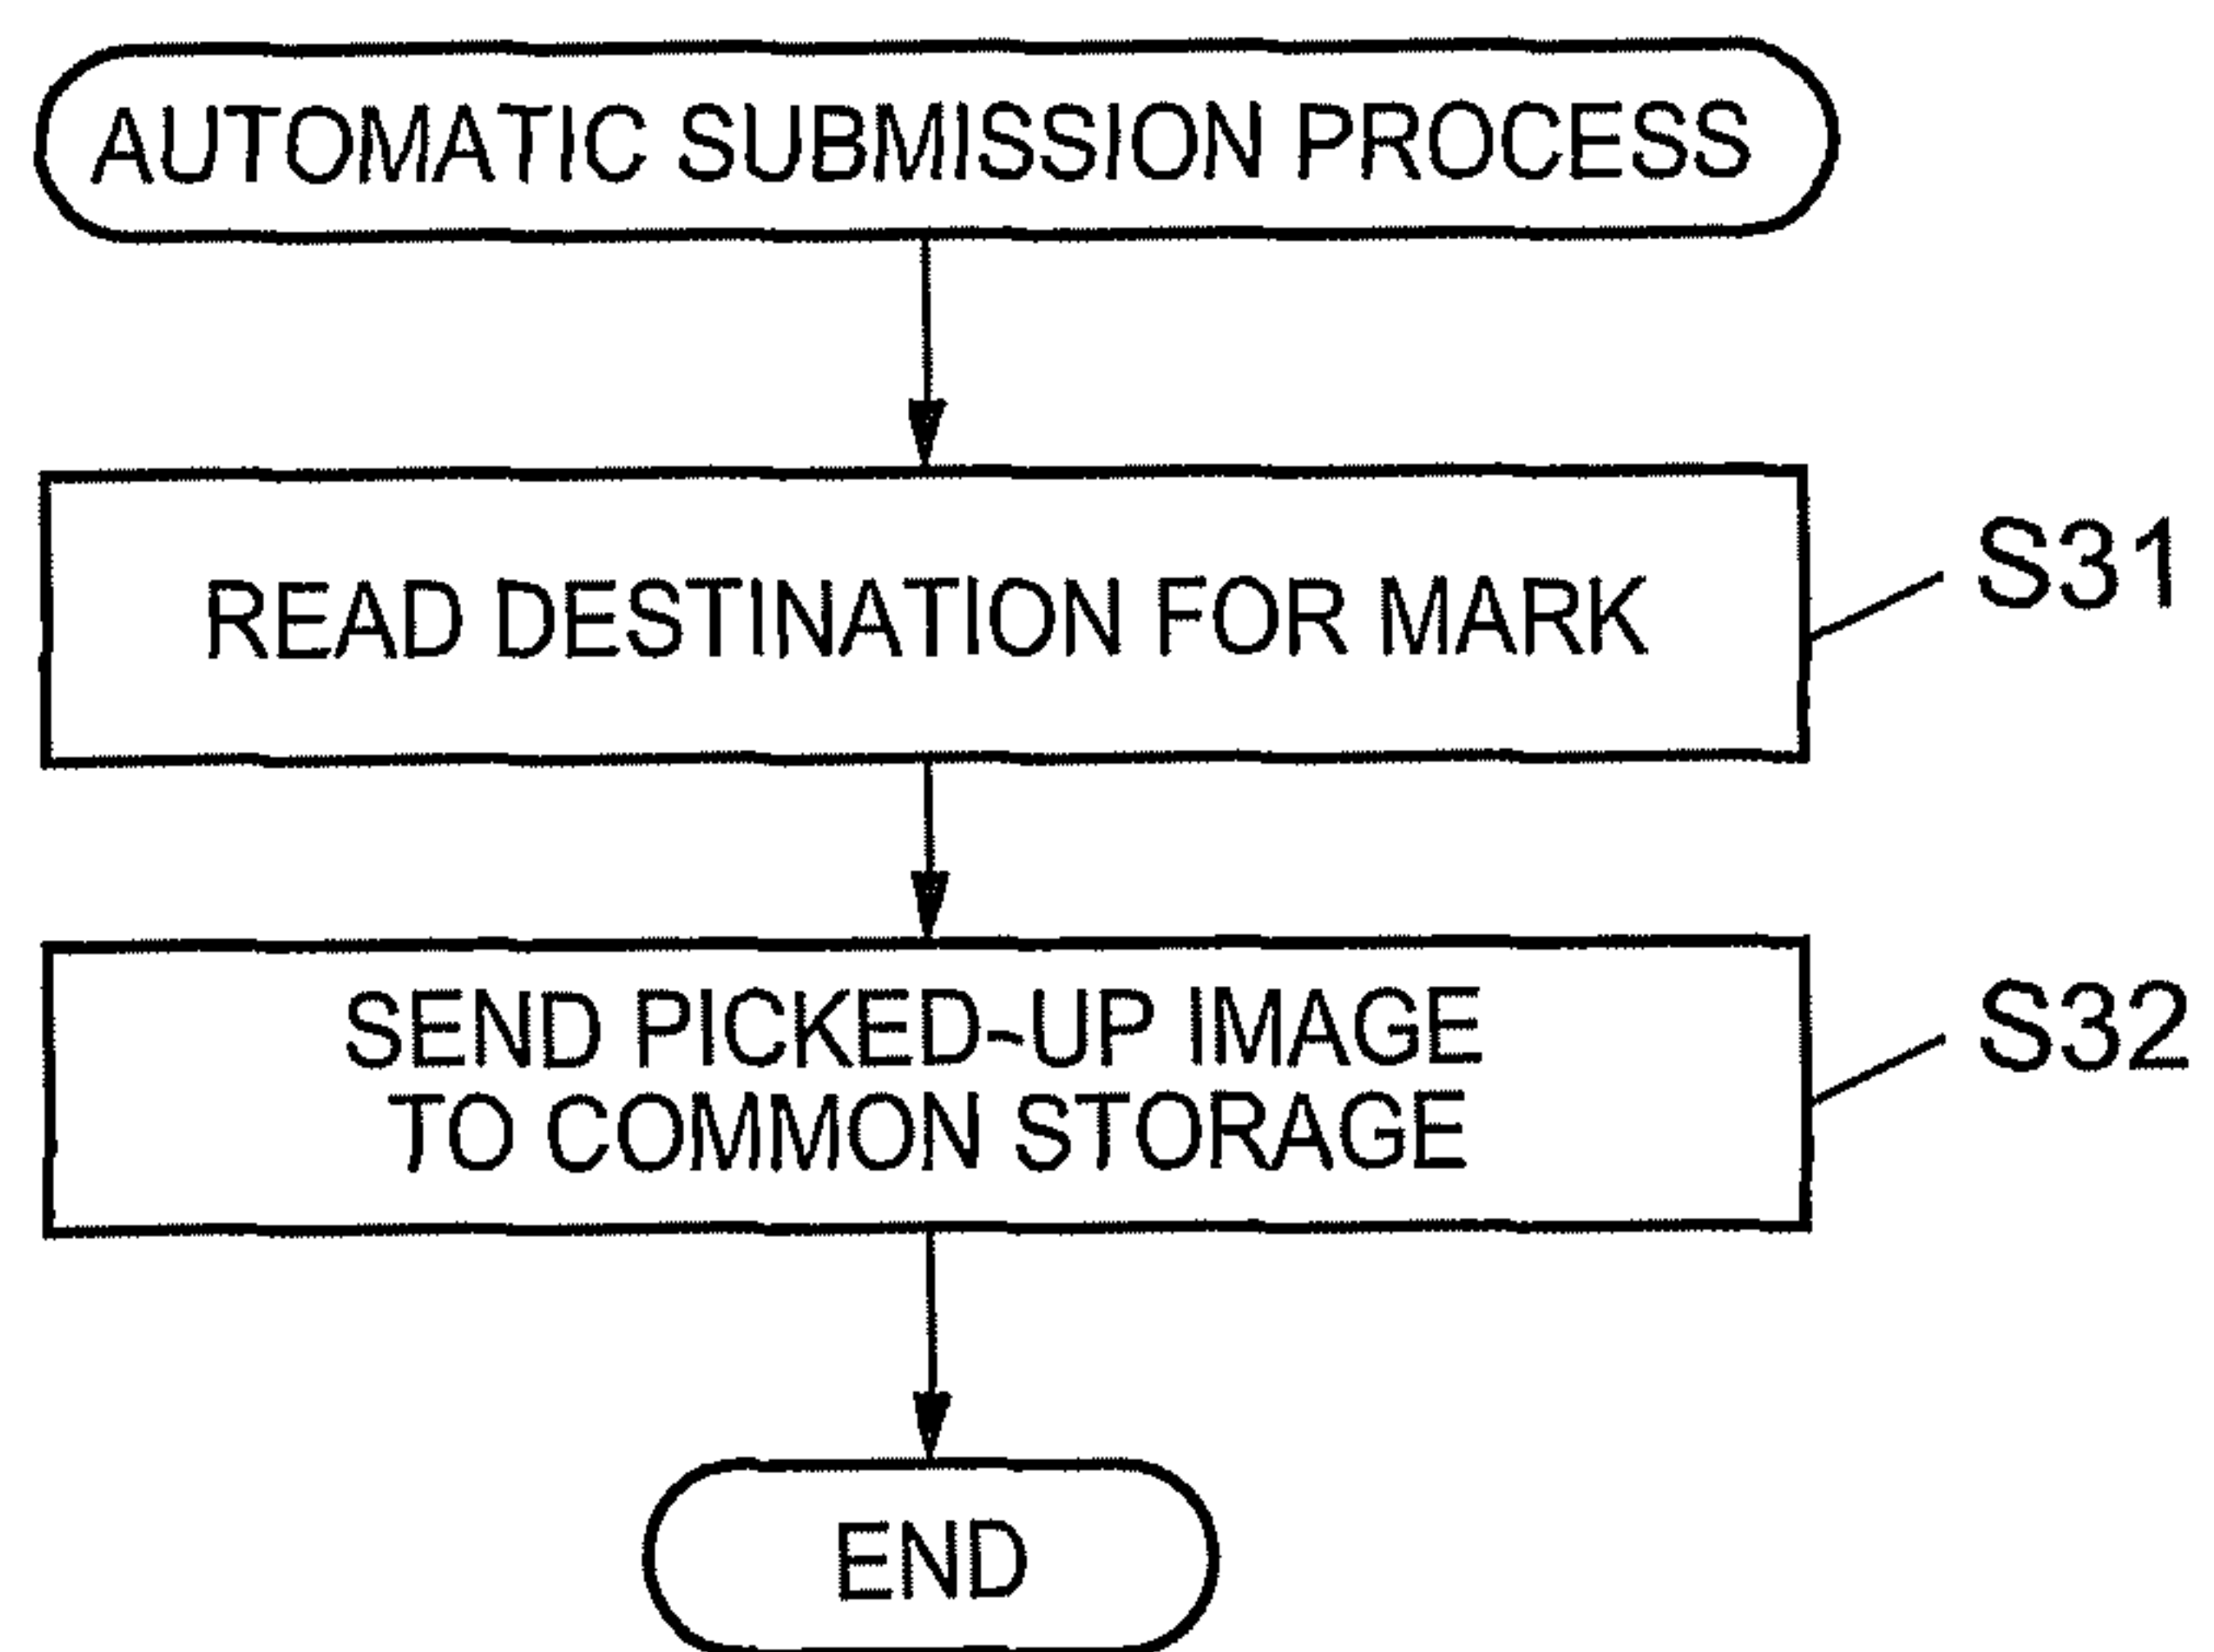 AUTOMATIC SUBMISSION PROCESS
READ DESTINATION FOR MARK
S31
SEND PICKED-UP IMAGE
TO COMMON STORAGE
S32
END